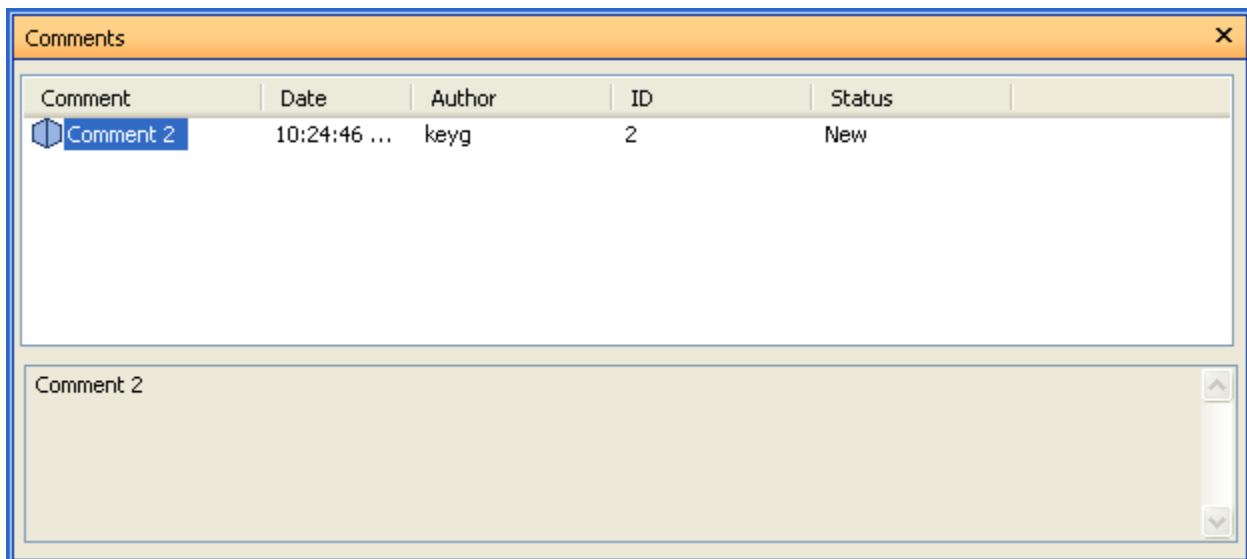 Comments
Comment Date Author ID Status
Comment 2 10:24:46 ... keyg 2 New
Comment 2